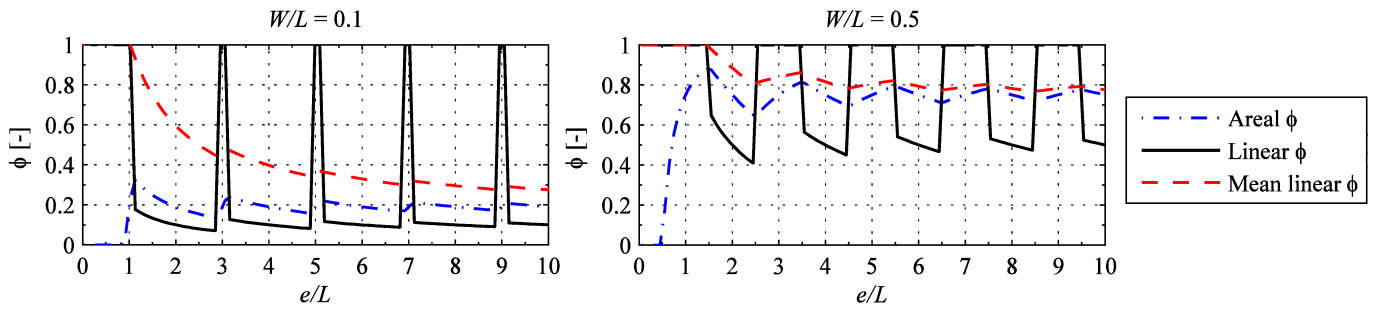 W/L = 0.1
W/L = 0.5
1
0.8
0.6
0.4
0.2
0
ϕ [-]
0 1 2 3 4 5 6 7 8 9 10
e/L
1
0.8
0.6
0.4
0.2
0
ϕ [-]
0 1 2 3 4 5 6 7 8 9 10
e/L
Areal ϕ
Linear ϕ
Mean linear ϕ